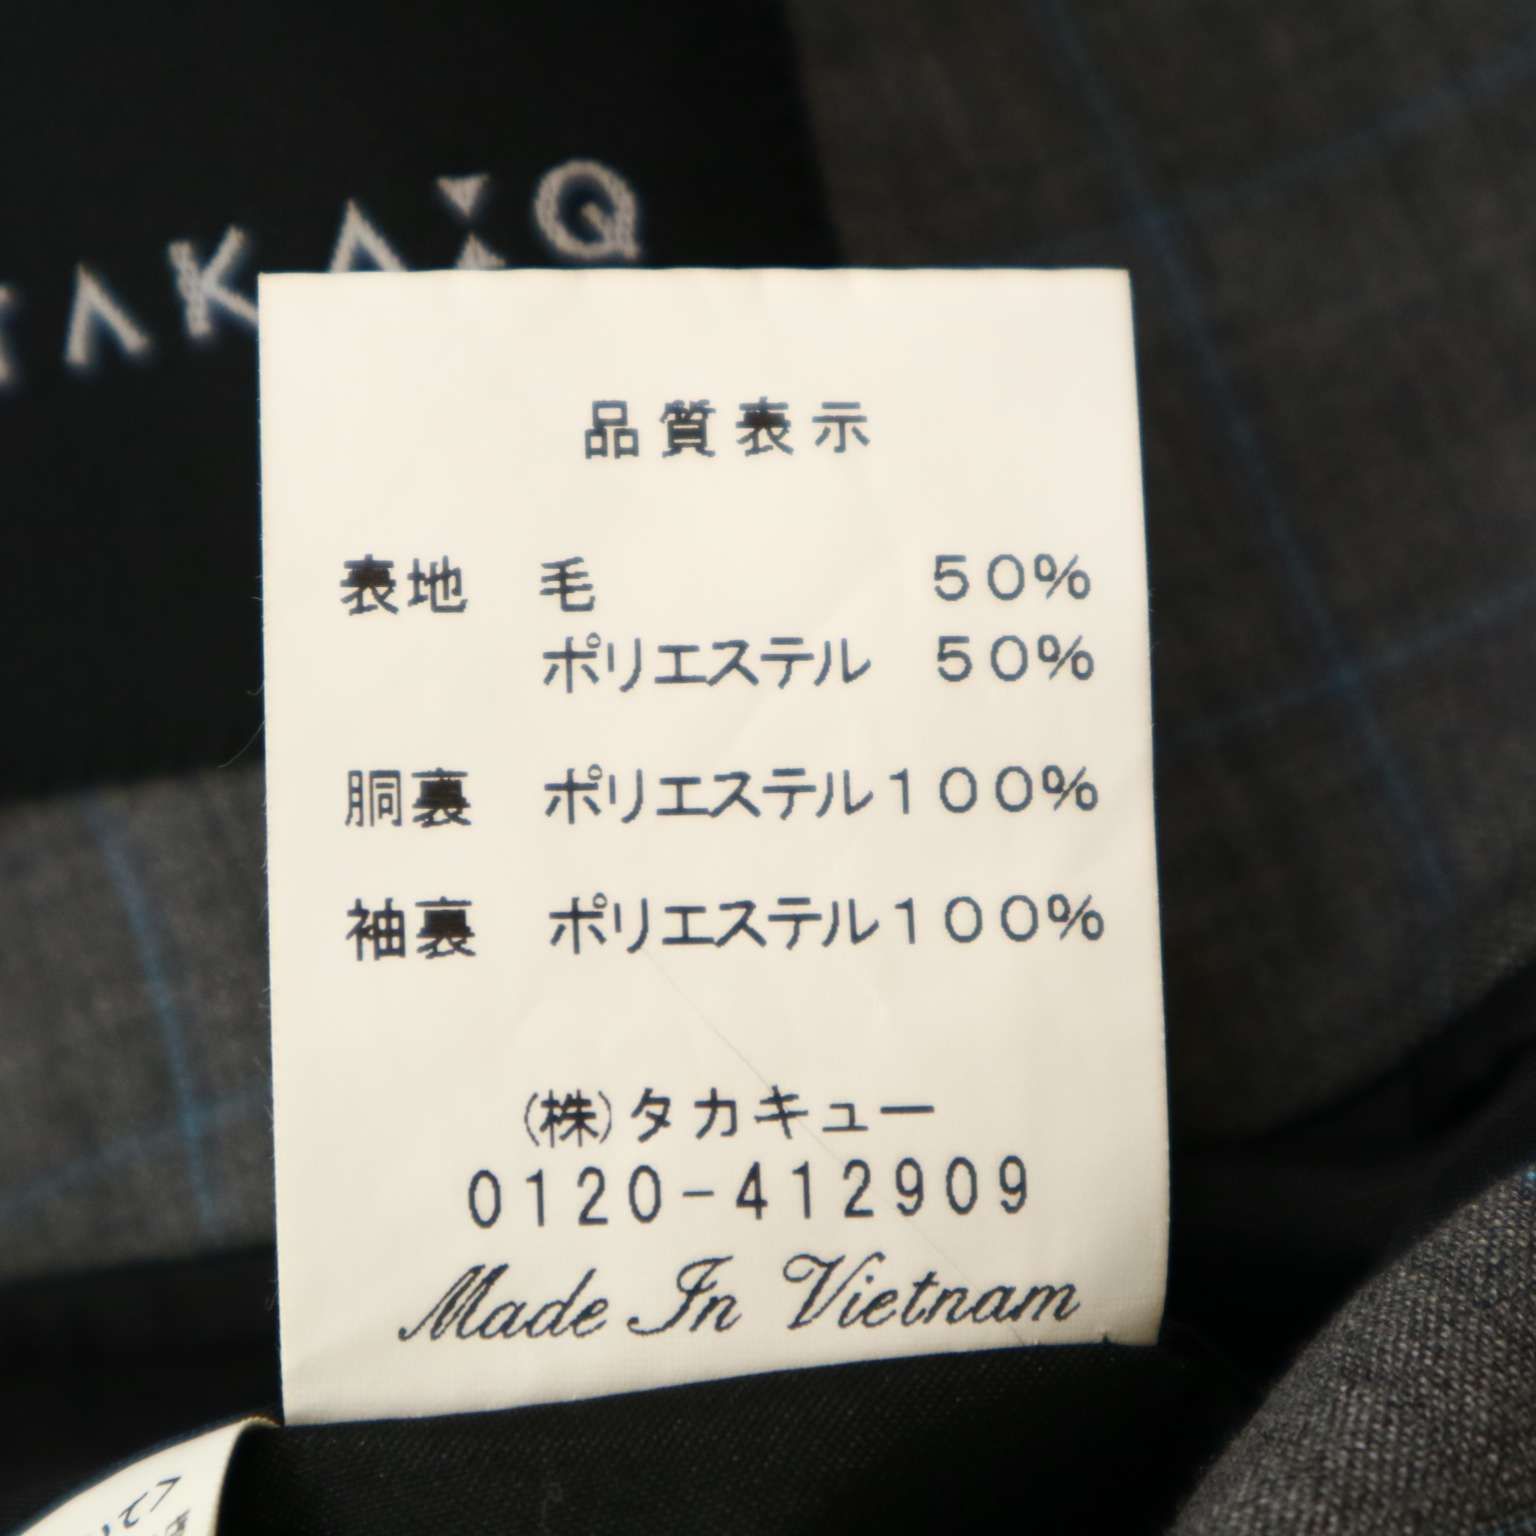 TAKA:Q
品質表示
表地 毛 50%
ポリエステル 50%
胴裏 ポリエステル100%
袖裏 ポリエステル100%
(株)タカキュー
0120-412909
Made In Vietnam